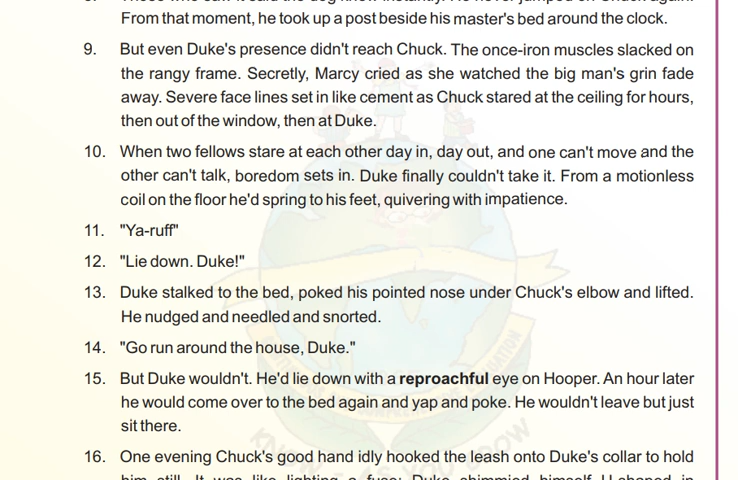 From that moment, he took up a post beside his master's bed around the clock.
9. But even Duke's presence didn't reach Chuck. The once-iron muscles slacked on
the rangy frame. Secretly, Marcy cried as she watched the big man's grin fade
away. Severe face lines set in like cement as Chuck stared at the ceiling for hours,
then out of the window, then at Duke.
10. When two fellows stare at each other day in, day out, and one can't move and the
other can't talk, boredom sets in. Duke finally couldn't take it. From a motionless
coil on the floor he'd spring to his feet, quivering with impatience.
11. "Ya-ruff"
12. "Lie down. Duke!"
13. Duke stalked to the bed, poked his pointed nose under Chuck's elbow and lifted.
He nudged and needled and snorted.
14. "Go run around the house, Duke."
15. But Duke wouldn't. He'd lie down with a reproachful eye on Hooper. An hour later
he would come over to the bed again and yap and poke. He wouldn't leave but just
sit there.
16. One evening Chuck's good hand idly hooked the leash onto Duke's collar to hold